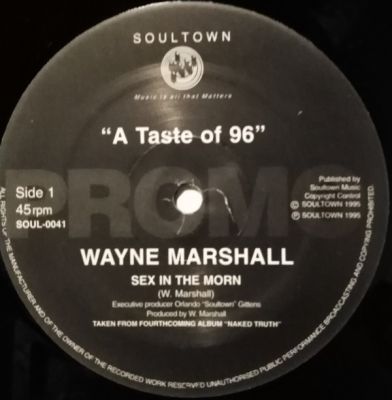 SOULTOWN
Music is all that Matters
"A Taste of 96"
Side 1
45rpm
SOUL-0041
Published by
Soultown Music
Copyright Control
© SOULTOWN 1995
℗ SOULTOWN 1995
PROMO
WAYNE MARSHALL
SEX IN THE MORN
(W. Marshall)
Executive producer Orlando "Soultown" Gittens
Produced by W. Marshall
TAKEN FROM FOURTHCOMING ALBUM "NAKED TRUTH"
ALL RIGHTS OF THE MANUFACTURER AND OF THE OWNER OF THE RECORDED WORK RESERVED UNAUTHORISED PUBLIC PERFORMANCE BROADCASTING AND COPYING